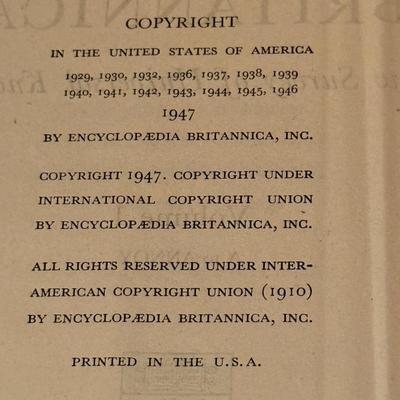 COPYRIGHT
IN THE UNITED STATES OF AMERICA
1929, 1930, 1932, 1936, 1937, 1938, 1939
1940, 1941, 1942, 1943, 1944, 1945, 1946
1947
BY ENCYCLOPÆDIA BRITANNICA, INC.
COPYRIGHT 1947. COPYRIGHT UNDER
INTERNATIONAL COPYRIGHT UNION
BY ENCYCLOPÆDIA BRITANNICA, INC.
ALL RIGHTS RESERVED UNDER INTER-
AMERICAN COPYRIGHT UNION (1910)
BY ENCYCLOPÆDIA BRITANNICA, INC.
PRINTED IN THE U.S.A.